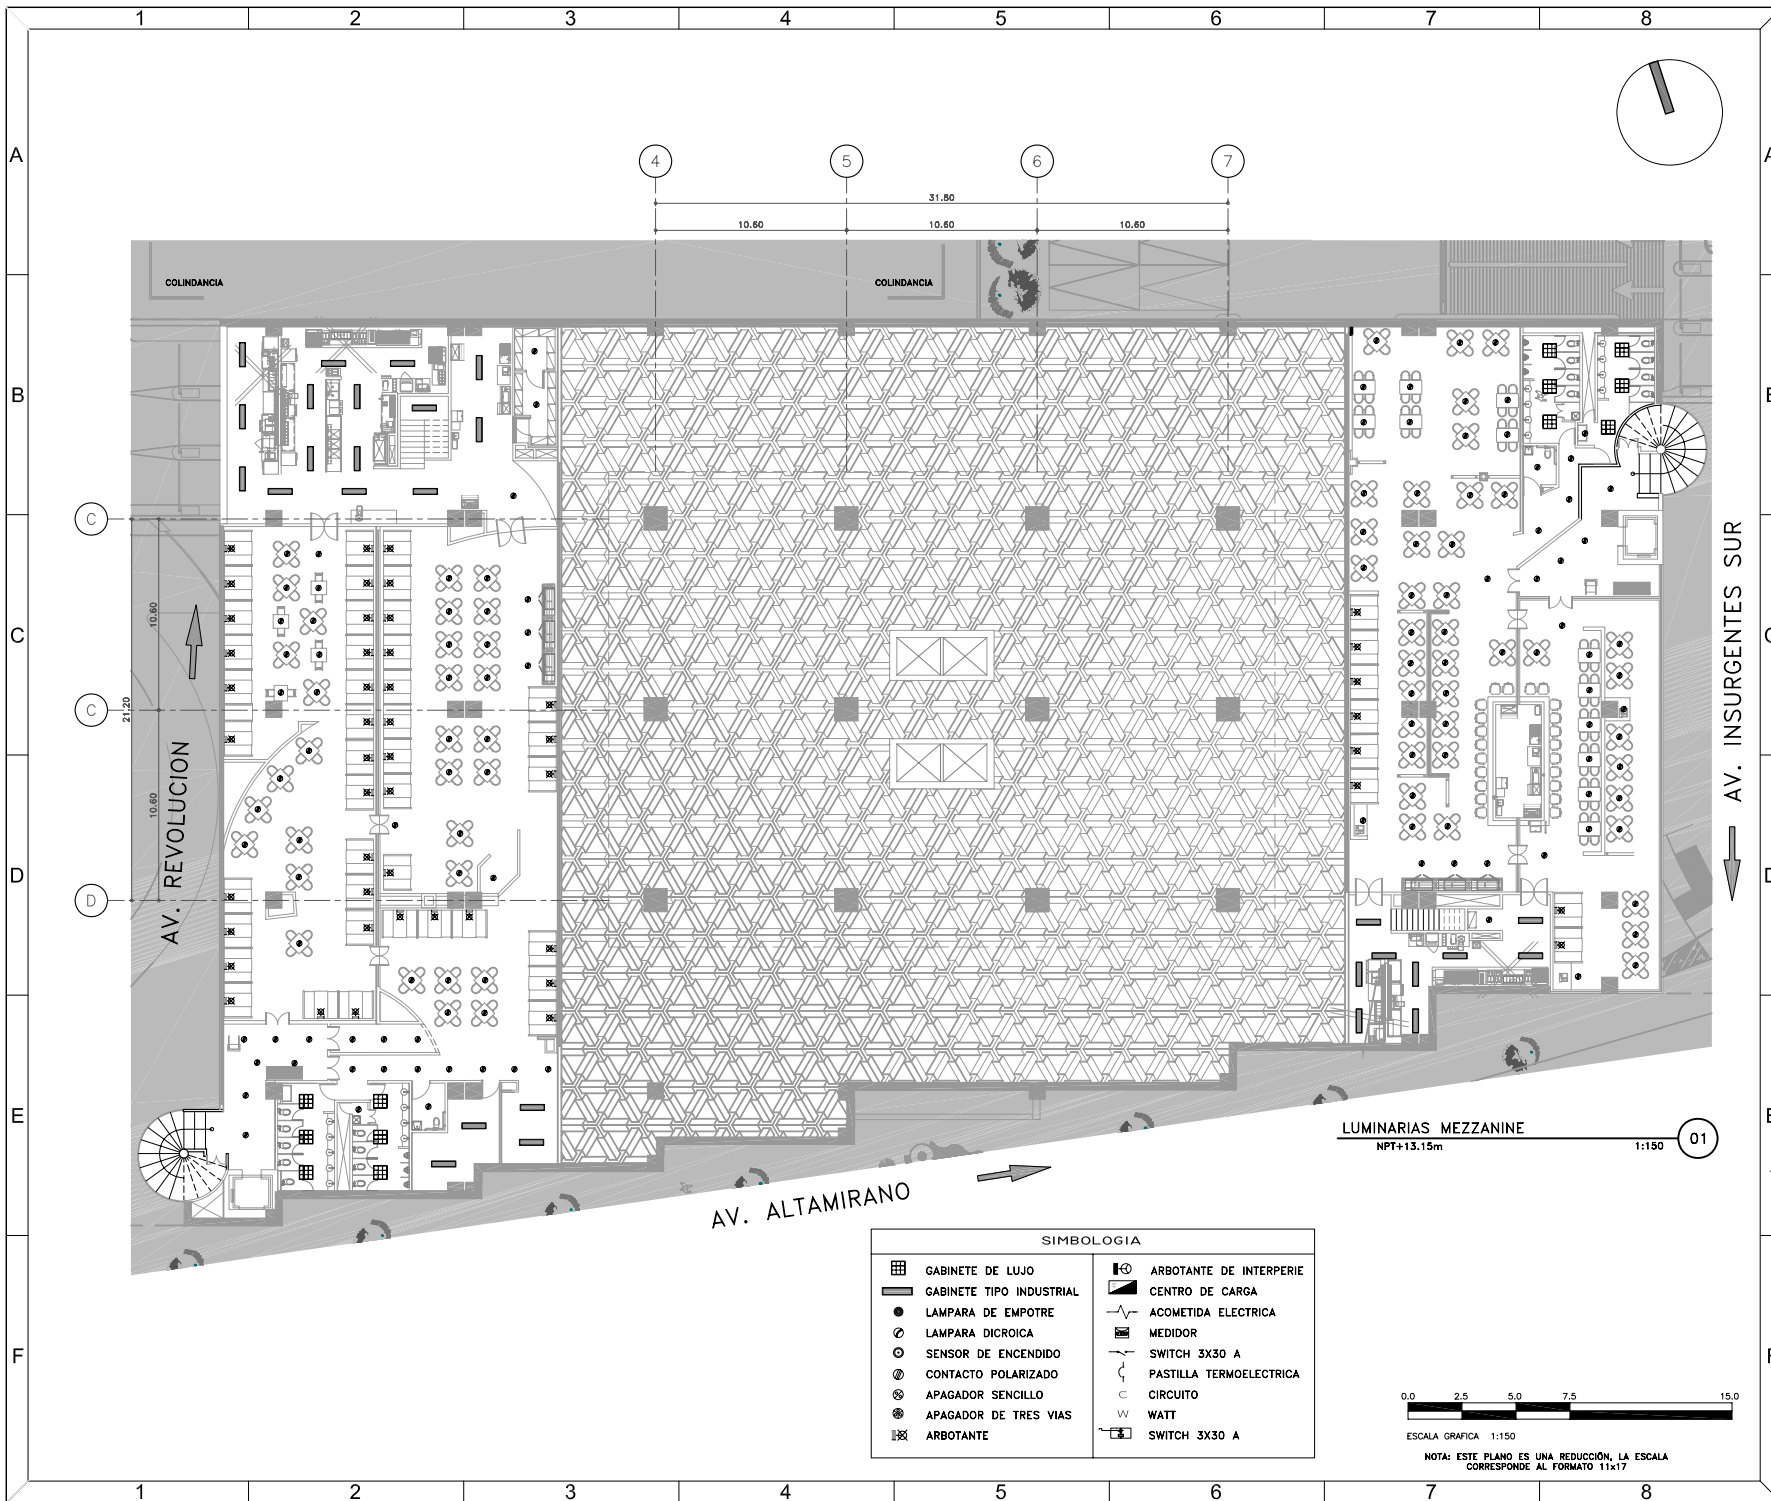 1 2 3 4 5 6 7 8
A
B
C
D
E
F
4 5 6 7
31.80
10.60 10.60 10.60
COLINDANCIA COLINDANCIA
C
10.60
C
21.20
10.60
D
AV. REVOLUCION
AV. INSURGENTES SUR
AV. ALTAMIRANO
LUMINARIAS MEZZANINE
NPT+13.15m 1:150 01
SIMBOLOGIA
GABINETE DE LUJO
GABINETE TIPO INDUSTRIAL
LAMPARA DE EMPOTRE
LAMPARA DICROICA
SENSOR DE ENCENDIDO
CONTACTO POLARIZADO
APAGADOR SENCILLO
APAGADOR DE TRES VIAS
ARBOTANTE
ARBOTANTE DE INTERPERIE
CENTRO DE CARGA
ACOMETIDA ELECTRICA
MEDIDOR
SWITCH 3X30 A
PASTILLA TERMOELECTRICA
C CIRCUITO
W WATT
SWITCH 3X30 A
0.0 2.5 5.0 7.5 15.0
ESCALA GRAFICA 1:150
NOTA: ESTE PLANO ES UNA REDUCCIÓN, LA ESCALA
CORRESPONDE AL FORMATO 11x17
A
E
C
D
E
F
1 2 3 4 5 6 7 8